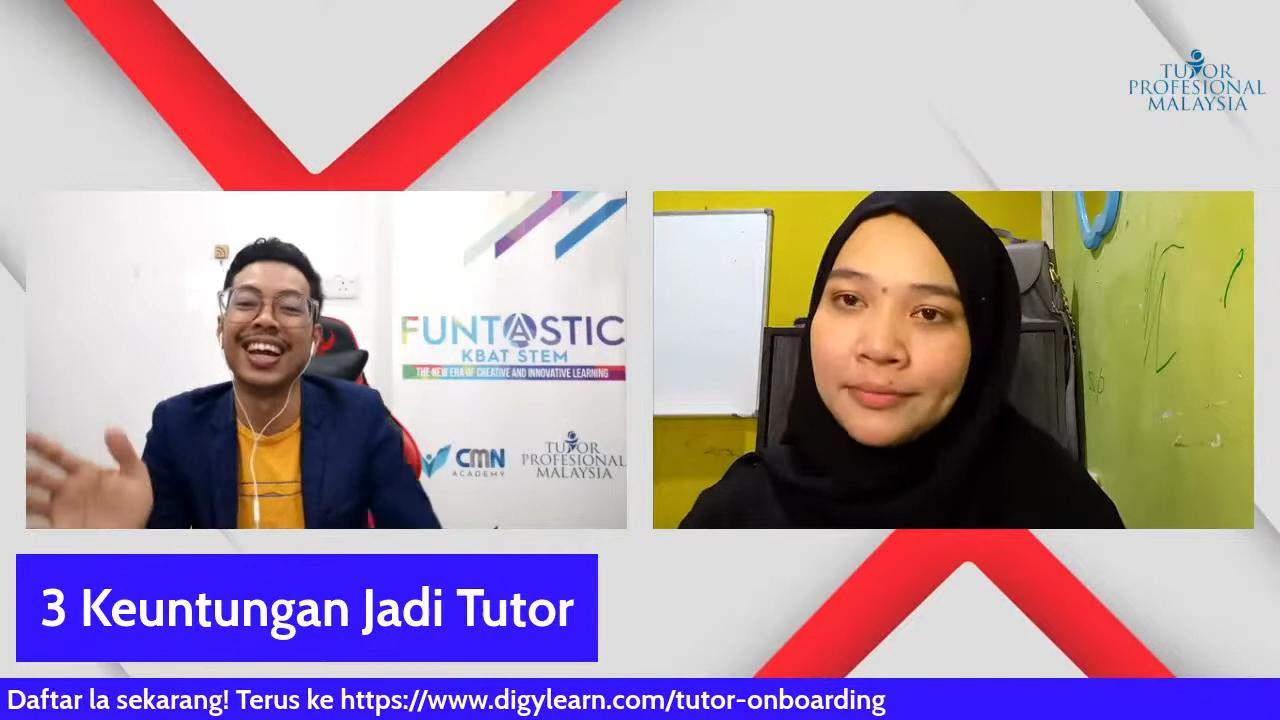 TUTOR
PROFESIONAL
MALAYSIA
FUNTASTIC
KBAT STEM
THE NEW ERA OF CREATIVE AND INNOVATIVE LEARNING
CMN
ACADEMY
TUTOR
PROFESIONAL
MALAYSIA
3 Keuntungan Jadi Tutor
Daftar la sekarang! Terus ke https://www.digylearn.com/tutor-onboarding